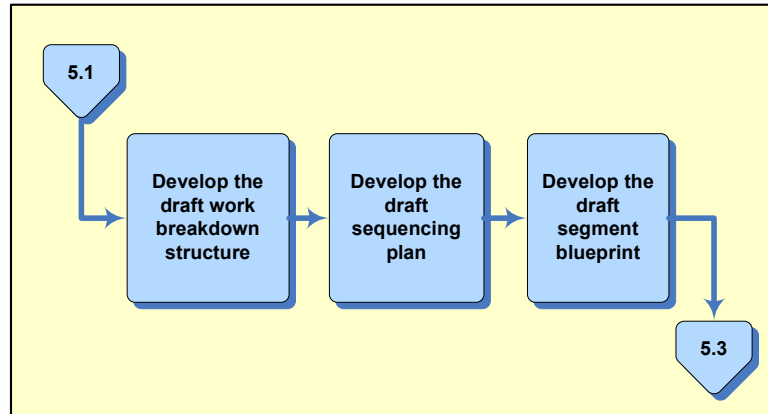 5.1
Develop the
draft work
breakdown
structure
Develop the
draft
sequencing
plan
Develop the
draft
segment
blueprint
5.3